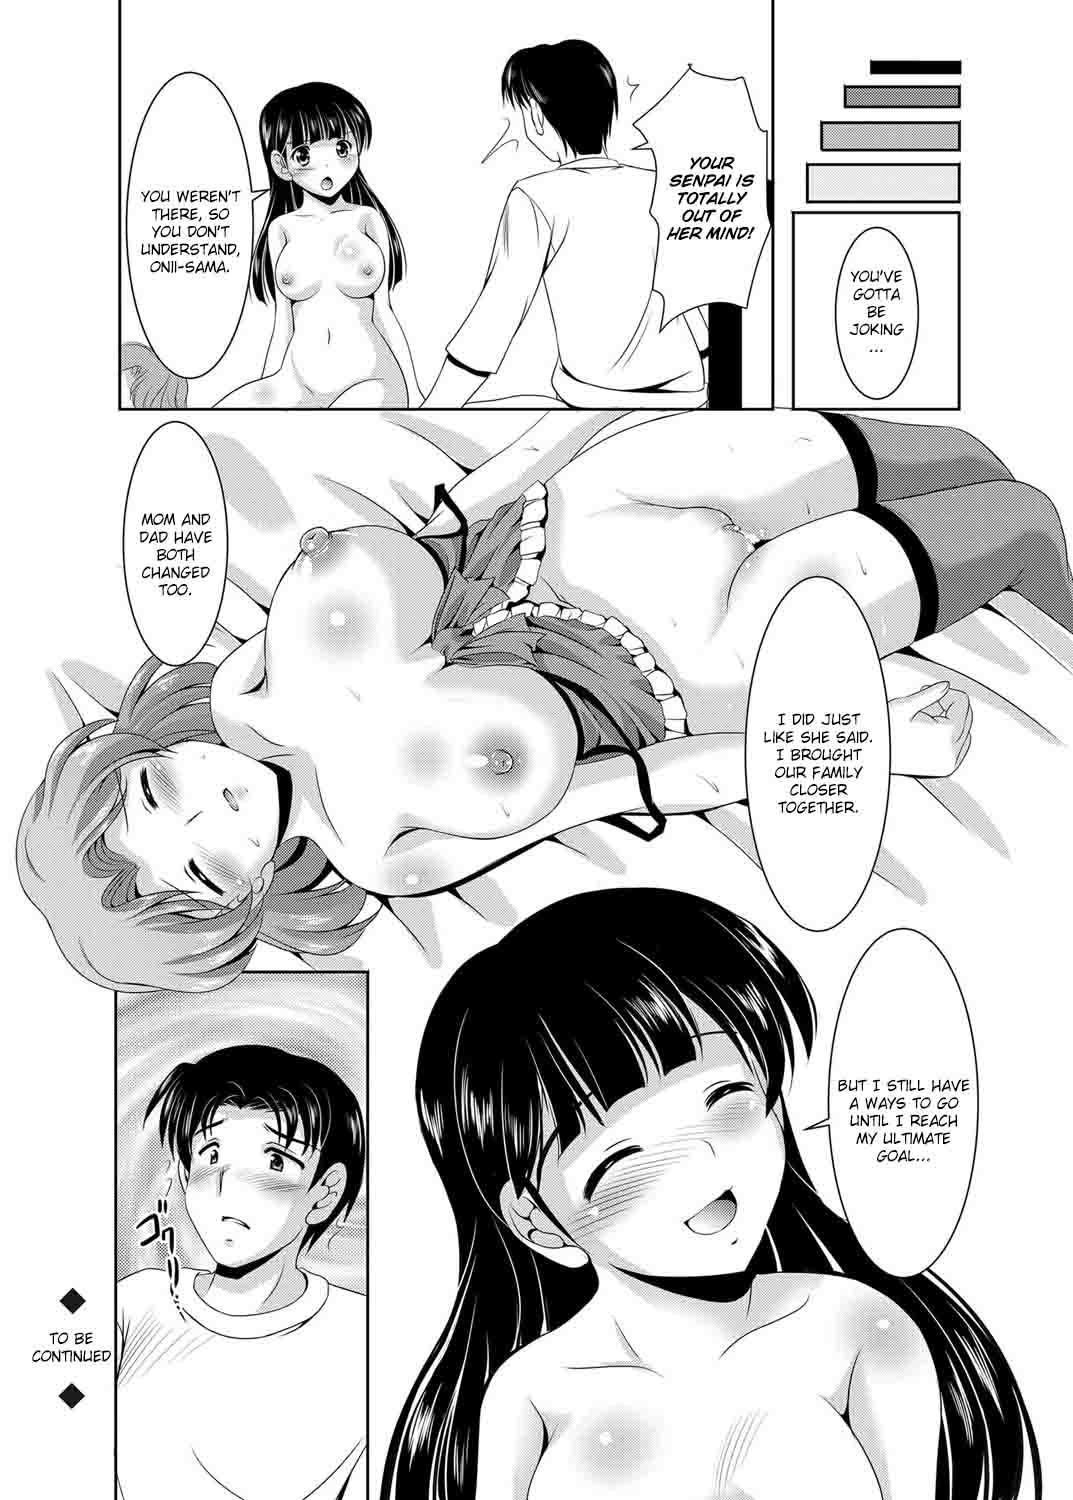 YOU'VE
GOTTA
BE
JOKING
...
YOUR
SENPAI IS
TOTALLY
OUT OF
HER MIND!
YOU WEREN'T
THERE, SO
YOU DON'T
UNDERSTAND,
ONII-SAMA.
MOM AND
DAD HAVE
BOTH
CHANGED
TOO.
I DID JUST
LIKE SHE SAID.
I BROUGHT
OUR FAMILY
CLOSER
TOGETHER.
BUT I STILL HAVE
A WAYS TO GO
UNTIL I REACH
MY ULTIMATE
GOAL...
ゴクリ…
TO BE
CONTINUED